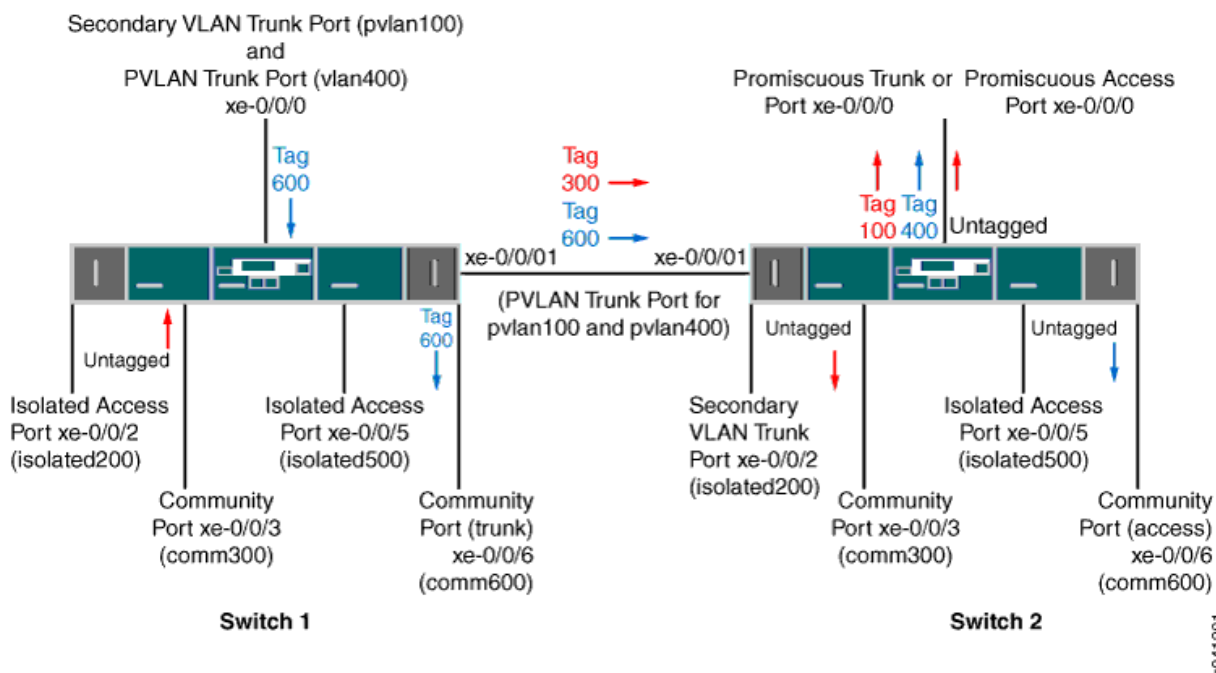 Secondary VLAN Trunk Port (pvlan100)
and
PVLAN Trunk Port (vlan400)
xe-0/0/0
Promiscuous Trunk or
Port xe-0/0/0
Promiscuous Access
Port xe-0/0/0
Tag
600
Tag
300
Tag
600
Tag
100
Tag
400
Untagged
xe-0/0/01
xe-0/0/01
(PVLAN Trunk Port for
pvlan100 and pvlan400)
Untagged
Tag
600
Untagged
Untagged
Isolated Access
Port xe-0/0/2
(isolated200)
Isolated Access
Port xe-0/0/5
(isolated500)
Secondary
VLAN Trunk
Port xe-0/0/2
(isolated200)
Isolated Access
Port xe-0/0/5
(isolated500)
Community
Port xe-0/0/3
(comm300)
Community
Port (trunk)
xe-0/0/6
(comm600)
Community
Port xe-0/0/3
(comm300)
Community
Port (access)
xe-0/0/6
(comm600)
Switch 1
Switch 2